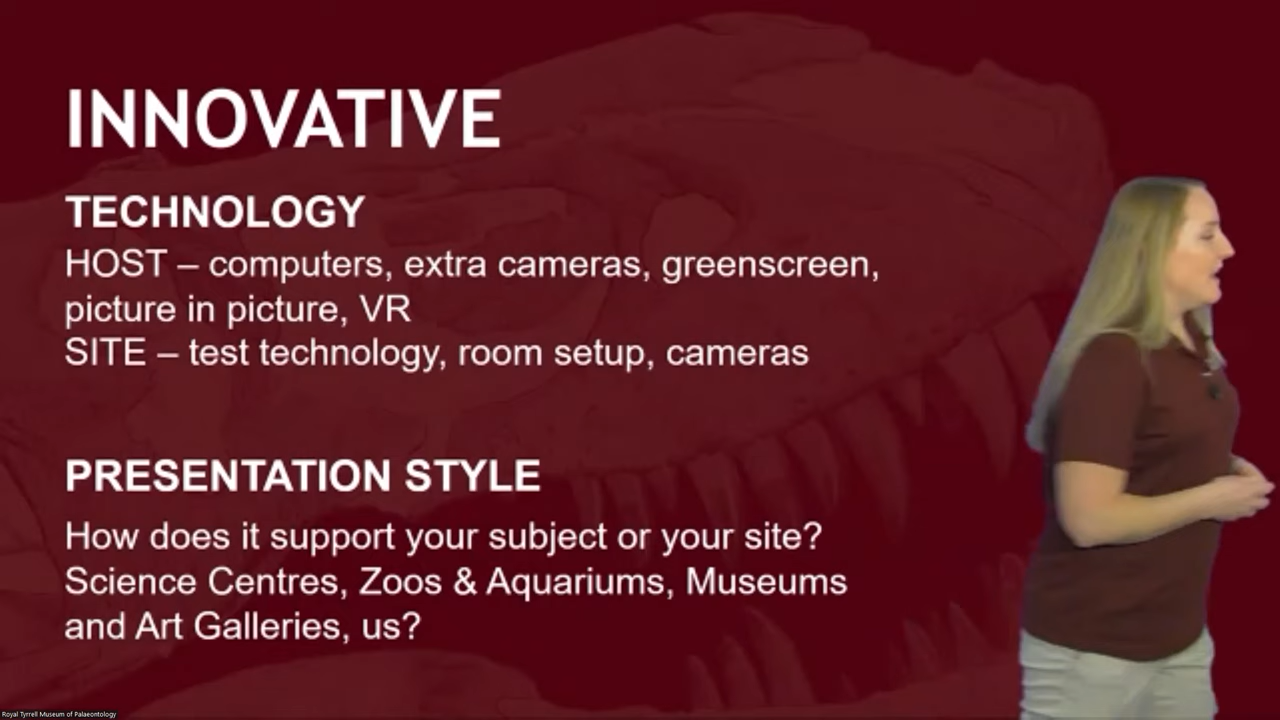 INNOVATIVE
TECHNOLOGY
HOST – computers, extra cameras, greenscreen,
picture in picture, VR
SITE – test technology, room setup, cameras
PRESENTATION STYLE
How does it support your subject or your site?
Science Centres, Zoos & Aquariums, Museums
and Art Galleries, us?
Royal Tyrrell Museum of Palaeontology